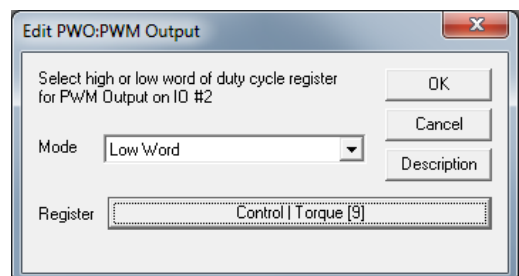 Edit PWO:PWM Output
Select high or low word of duty cycle register
for PWM Output on IO #2
OK
Cancel
Mode
Low Word
Description
Register
Control | Torque [9]